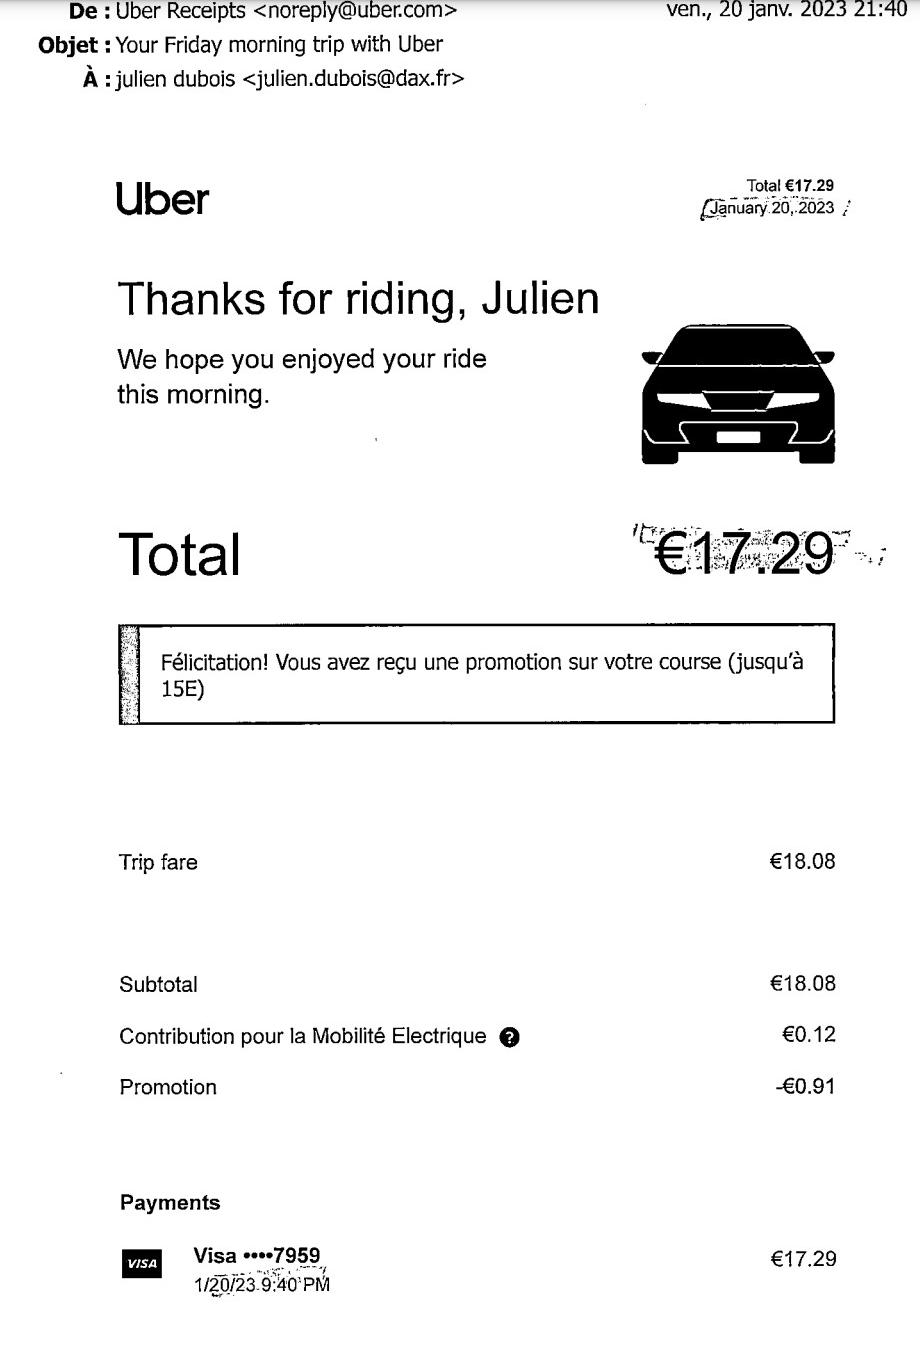 De : Uber Receipts <noreply@uber.com> ven., 20 janv. 2023 21:40
Objet : Your Friday morning trip with Uber
À : julien dubois <julien.dubois@dax.fr>
Uber
Total €17.29
January 20, 2023
Thanks for riding, Julien
We hope you enjoyed your ride
this morning.
Total €17.29
Félicitation! Vous avez reçu une promotion sur votre course (jusqu'à
15E)
Trip fare €18.08
Subtotal €18.08
Contribution pour la Mobilité Electrique ?
€0.12
Promotion -€0.91
Payments
VISA
Visa ••••7959 €17.29
1/20/23 9:40 PM